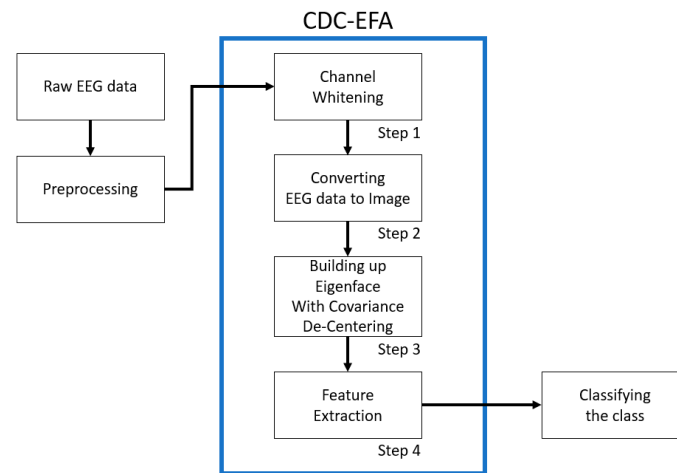 CDC-EFA
Raw EEG data
Preprocessing
Channel
Whitening
Step 1
Converting
EEG data to Image
Step 2
Building up
Eigenface
With Covariance
De-Centering
Step 3
Feature
Extraction
Step 4
Classifying
the class